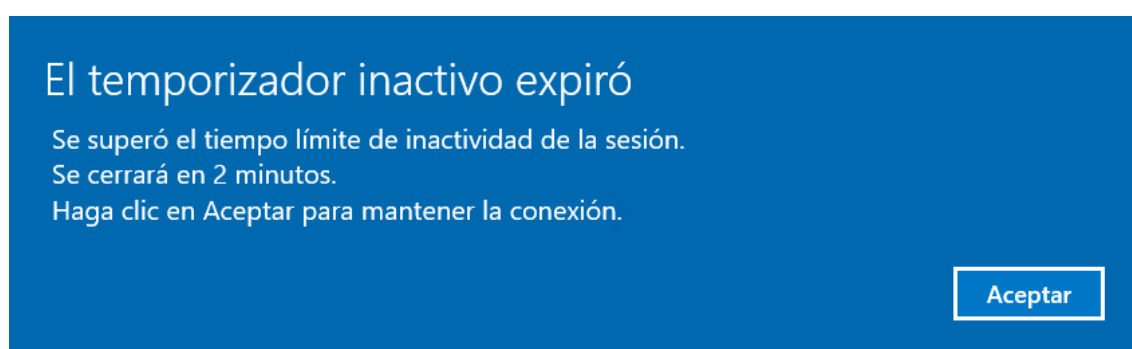 El temporizador inactivo expiró
Se superó el tiempo límite de inactividad de la sesión.
Se cerrará en 2 minutos.
Haga clic en Aceptar para mantener la conexión.
Aceptar